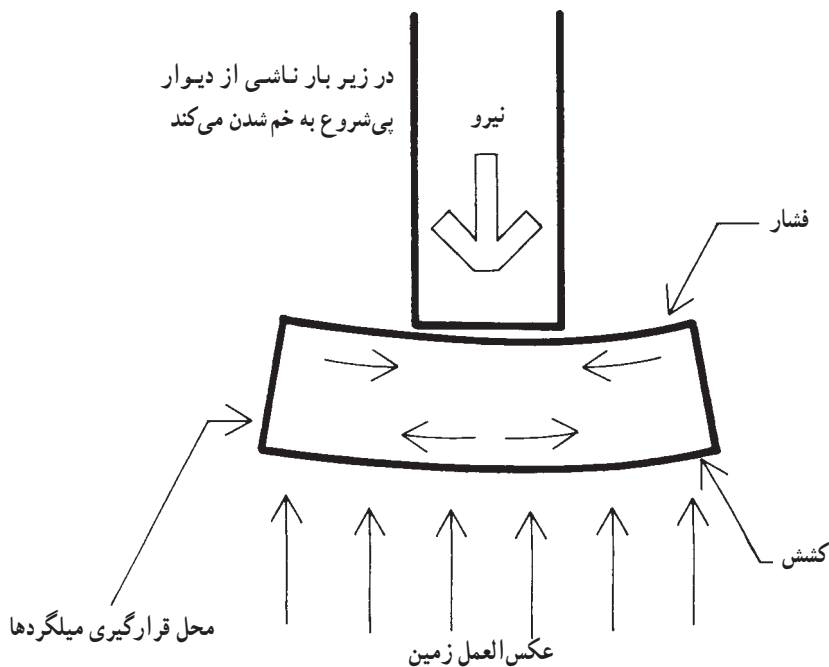 در زیر بار ناشی از دیوار
پی‌شروع به خم شدن می‌کند
نیرو
فشار
کشش
محل قرارگیری میلگردها
عکس‌العمل زمین